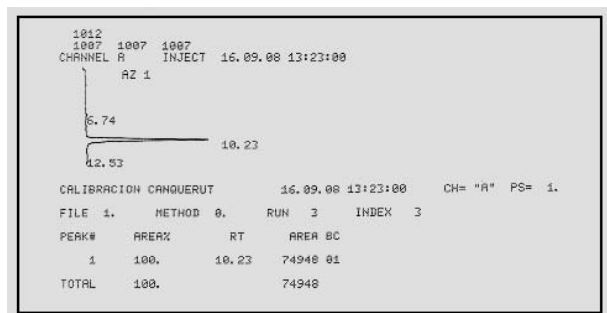 1012
1007 1007 1007
CHANNEL A INJECT 16.09.08 13:23:00
AZ 1
6.74
10.23
12.53
CALIBRACION CANQUERUT 16.09.08 13:23:00 CH= "A" PS= 1.
FILE 1. METHOD 0. RUN 3 INDEX 3
PEAK# AREA% RT AREA BC
1 100. 10.23 74948 01
TOTAL 100. 74948